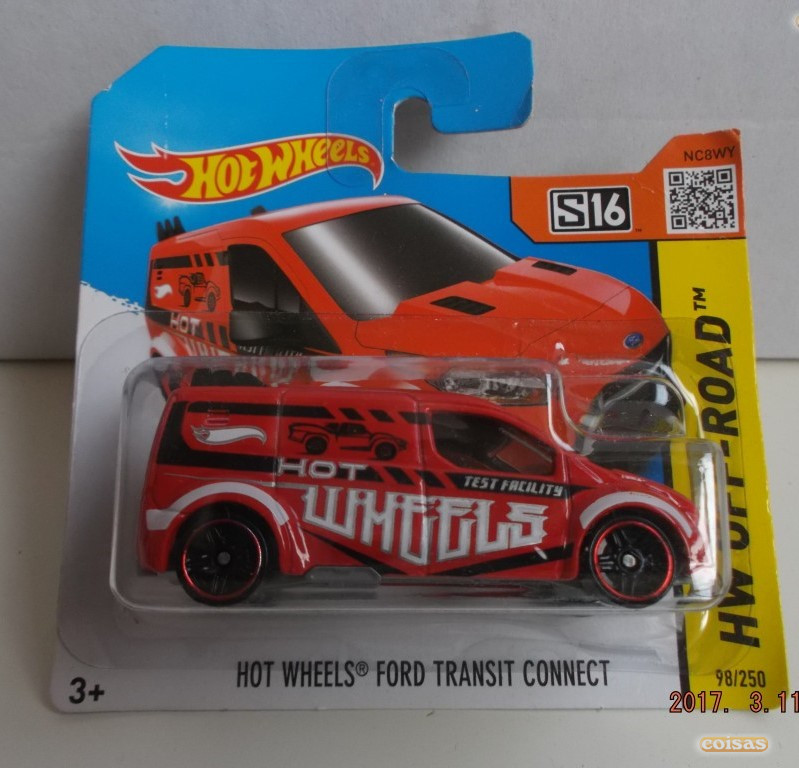 HOT WHEELS
NC8WY
S16
HOT
HOT
TEST FACILITY
WHEELS
HW OFF-ROAD™
HOT WHEELS® FORD TRANSIT CONNECT
98/250
3+
2017. 3.11
coisas